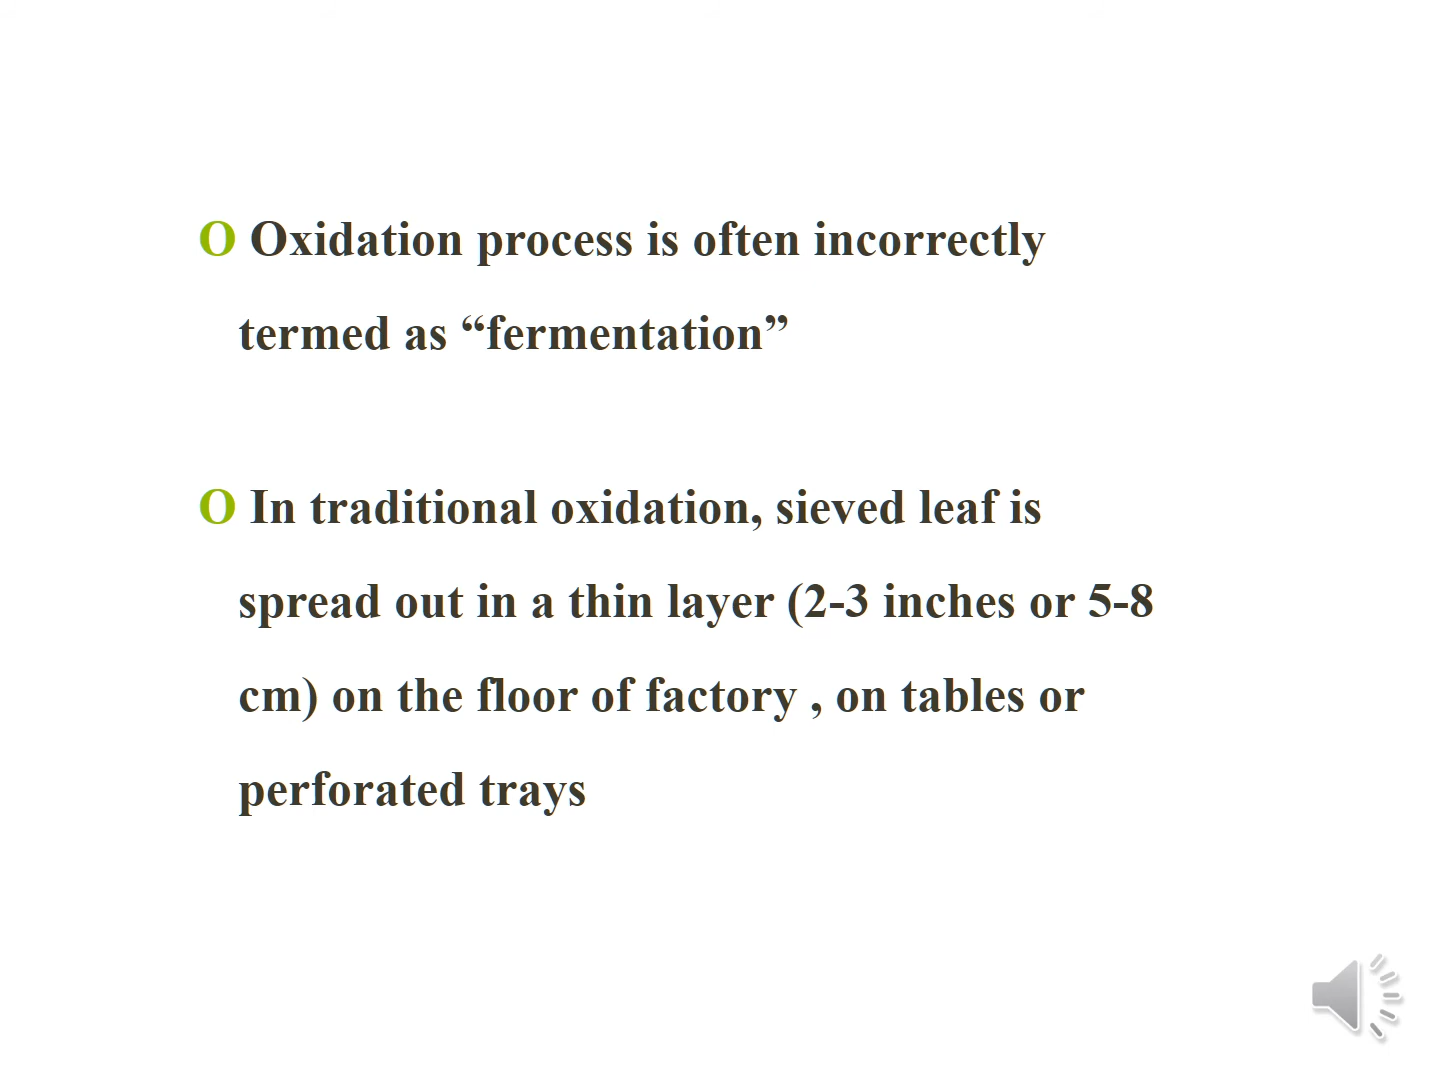 O Oxidation process is often incorrectly
termed as “fermentation”
O In traditional oxidation, sieved leaf is
spread out in a thin layer (2-3 inches or 5-8
cm) on the floor of factory , on tables or
perforated trays